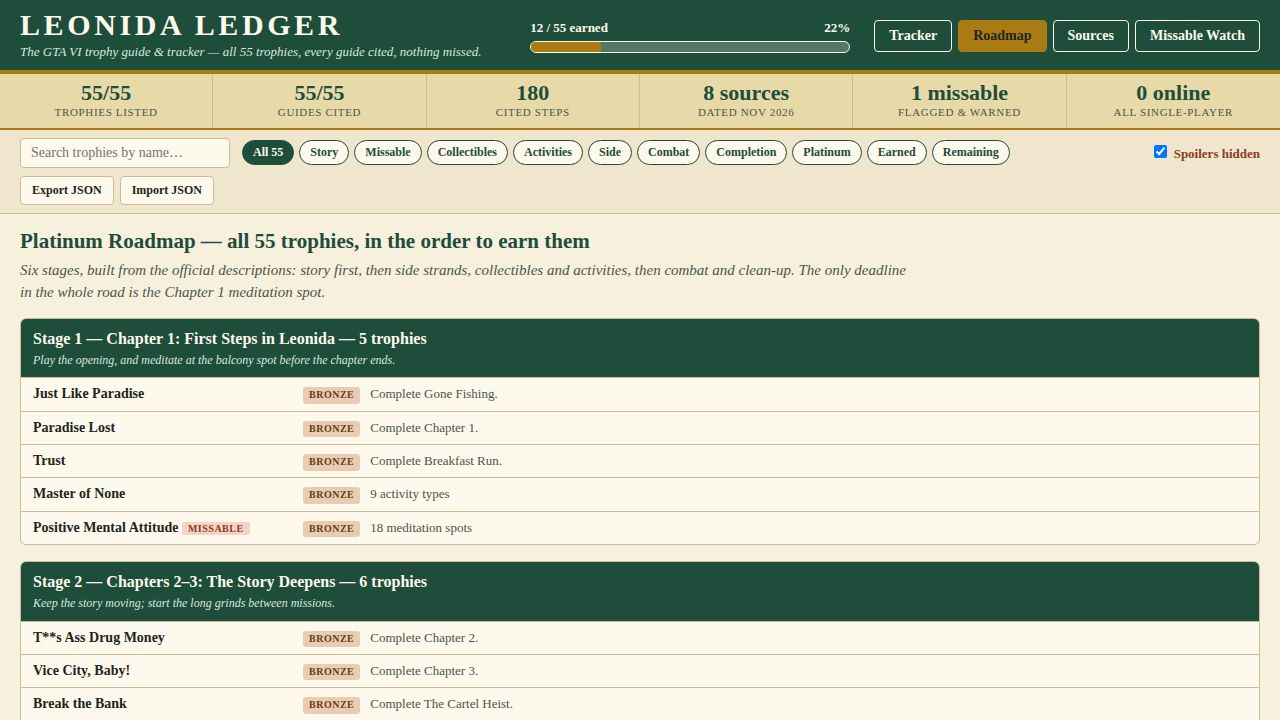 LEONIDA LEDGER
The GTA VI trophy guide & tracker — all 55 trophies, every guide cited, nothing missed.
12 / 55 earned 22%
Tracker Roadmap Sources Missable Watch
55/55 55/55 180 8 sources 1 missable 0 online
TROPHIES LISTED GUIDES CITED CITED STEPS DATED NOV 2026 FLAGGED & WARNED ALL SINGLE-PLAYER
Search trophies by name… All 55 Story Missable Collectibles Activities Side Combat Completion Platinum Earned Remaining Spoilers hidden
Export JSON Import JSON
Platinum Roadmap — all 55 trophies, in the order to earn them
Six stages, built from the official descriptions: story first, then side strands, collectibles and activities, then combat and clean-up. The only deadline
in the whole road is the Chapter 1 meditation spot.
Stage 1 — Chapter 1: First Steps in Leonida — 5 trophies
Play the opening, and meditate at the balcony spot before the chapter ends.
Just Like Paradise BRONZE Complete Gone Fishing.
Paradise Lost BRONZE Complete Chapter 1.
Trust BRONZE Complete Breakfast Run.
Master of None BRONZE 9 activity types
Positive Mental Attitude MISSABLE BRONZE 18 meditation spots
Stage 2 — Chapters 2–3: The Story Deepens — 6 trophies
Keep the story moving; start the long grinds between missions.
T**s Ass Drug Money BRONZE Complete Chapter 2.
Vice City, Baby! BRONZE Complete Chapter 3.
Break the Bank BRONZE Complete The Cartel Heist.